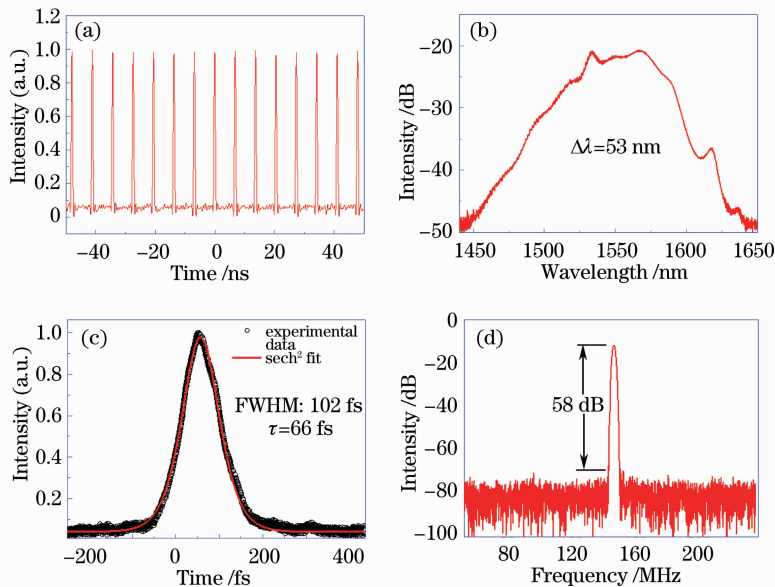 (a)
1.2
1.0
0.8
0.6
0.4
0.2
0
Intensity (a.u.)
−40 −20 0 20 40
Time /ns
(b)
−20
−30
−40
−50
Intensity /dB
Δλ=53 nm
1450 1500 1550 1600 1650
Wavelength /nm
(c)
1.0
0.8
0.6
0.4
0.2
Intensity (a.u.)
experimental
data
sech² fit
FWHM: 102 fs
τ=66 fs
−200 0 200 400
Time /fs
(d)
0
−20
−40
−60
−80
−100
Intensity /dB
58 dB
80 120 160 200
Frequency /MHz